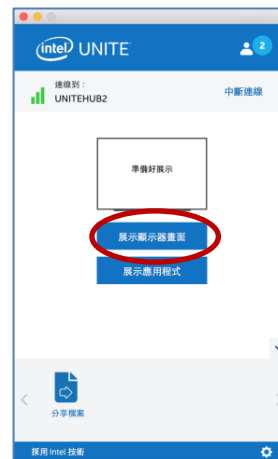 intel UNITE
2
連線到：
UNITEHUB2
中斷連線
準備好展示
展示顯示器畫面
展示應用程式
分享檔案
採用 Intel 技術